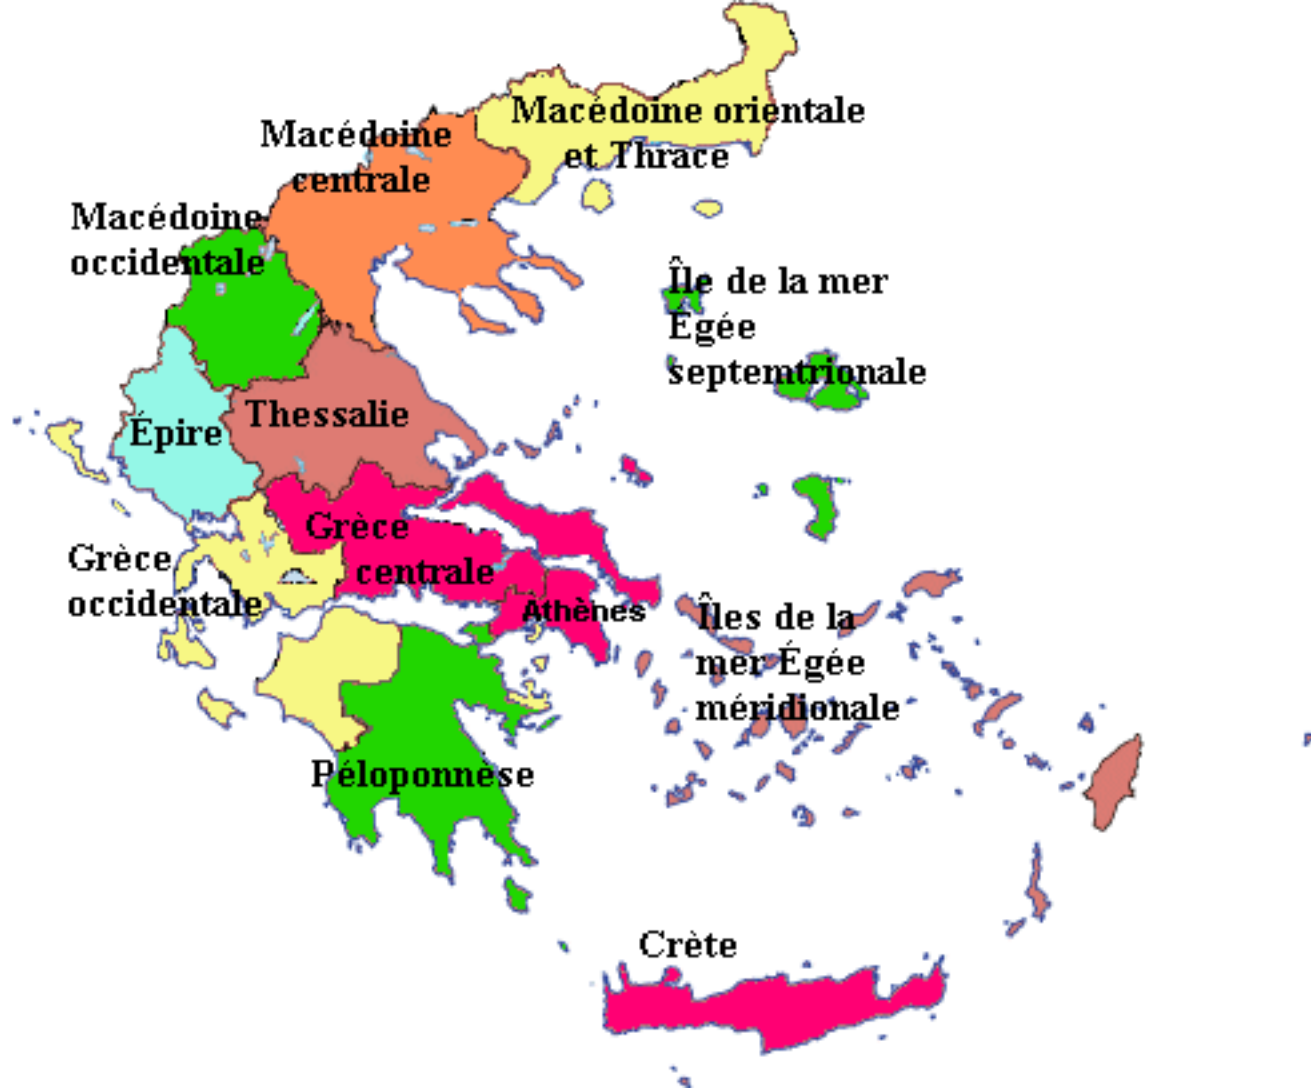 Macédoine orientale
et Thrace
Macédoine
centrale
Macédoine
occidentale
Île de la mer
Égée
septemtrionale
Épire
Thessalie
Grèce
centrale
Grèce
occidentale
Athènes
Îles de la
mer Égée
méridionale
Péloponnèse
Crète